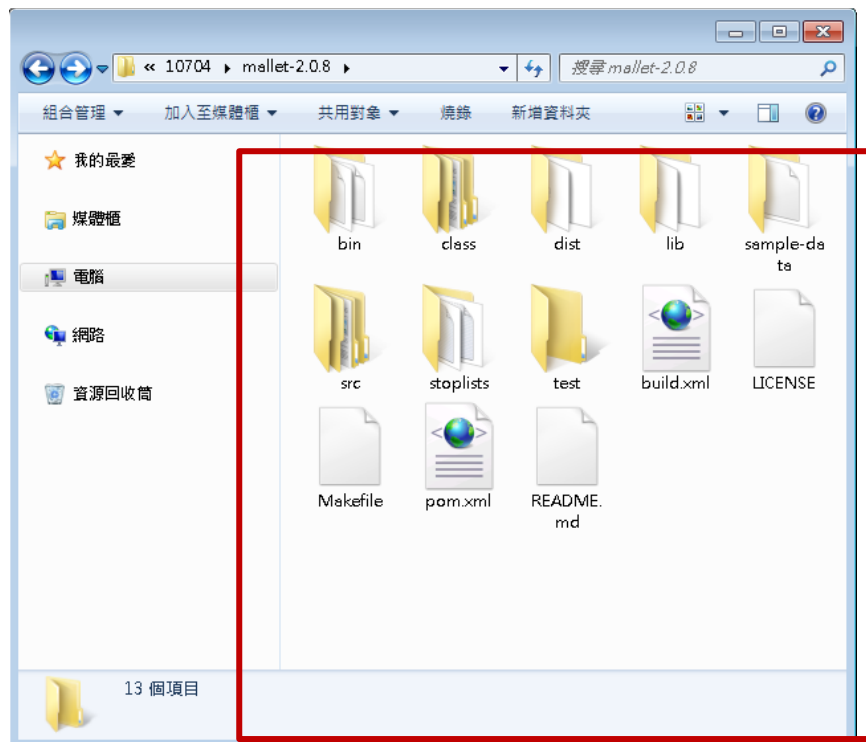 « 10704 ▸ mallet-2.0.8 ▸
搜尋 mallet-2.0.8
組合管理 ▼ 加入至媒體櫃 ▼ 共用對象 ▼ 燒錄 新增資料夾
我的最愛
媒體櫃
電腦
網路
資源回收筒
bin
class
dist
lib
sample-da
ta
src
stoplists
test
build.xml
LICENSE
Makefile
pom.xml
README.
md
13 個項目